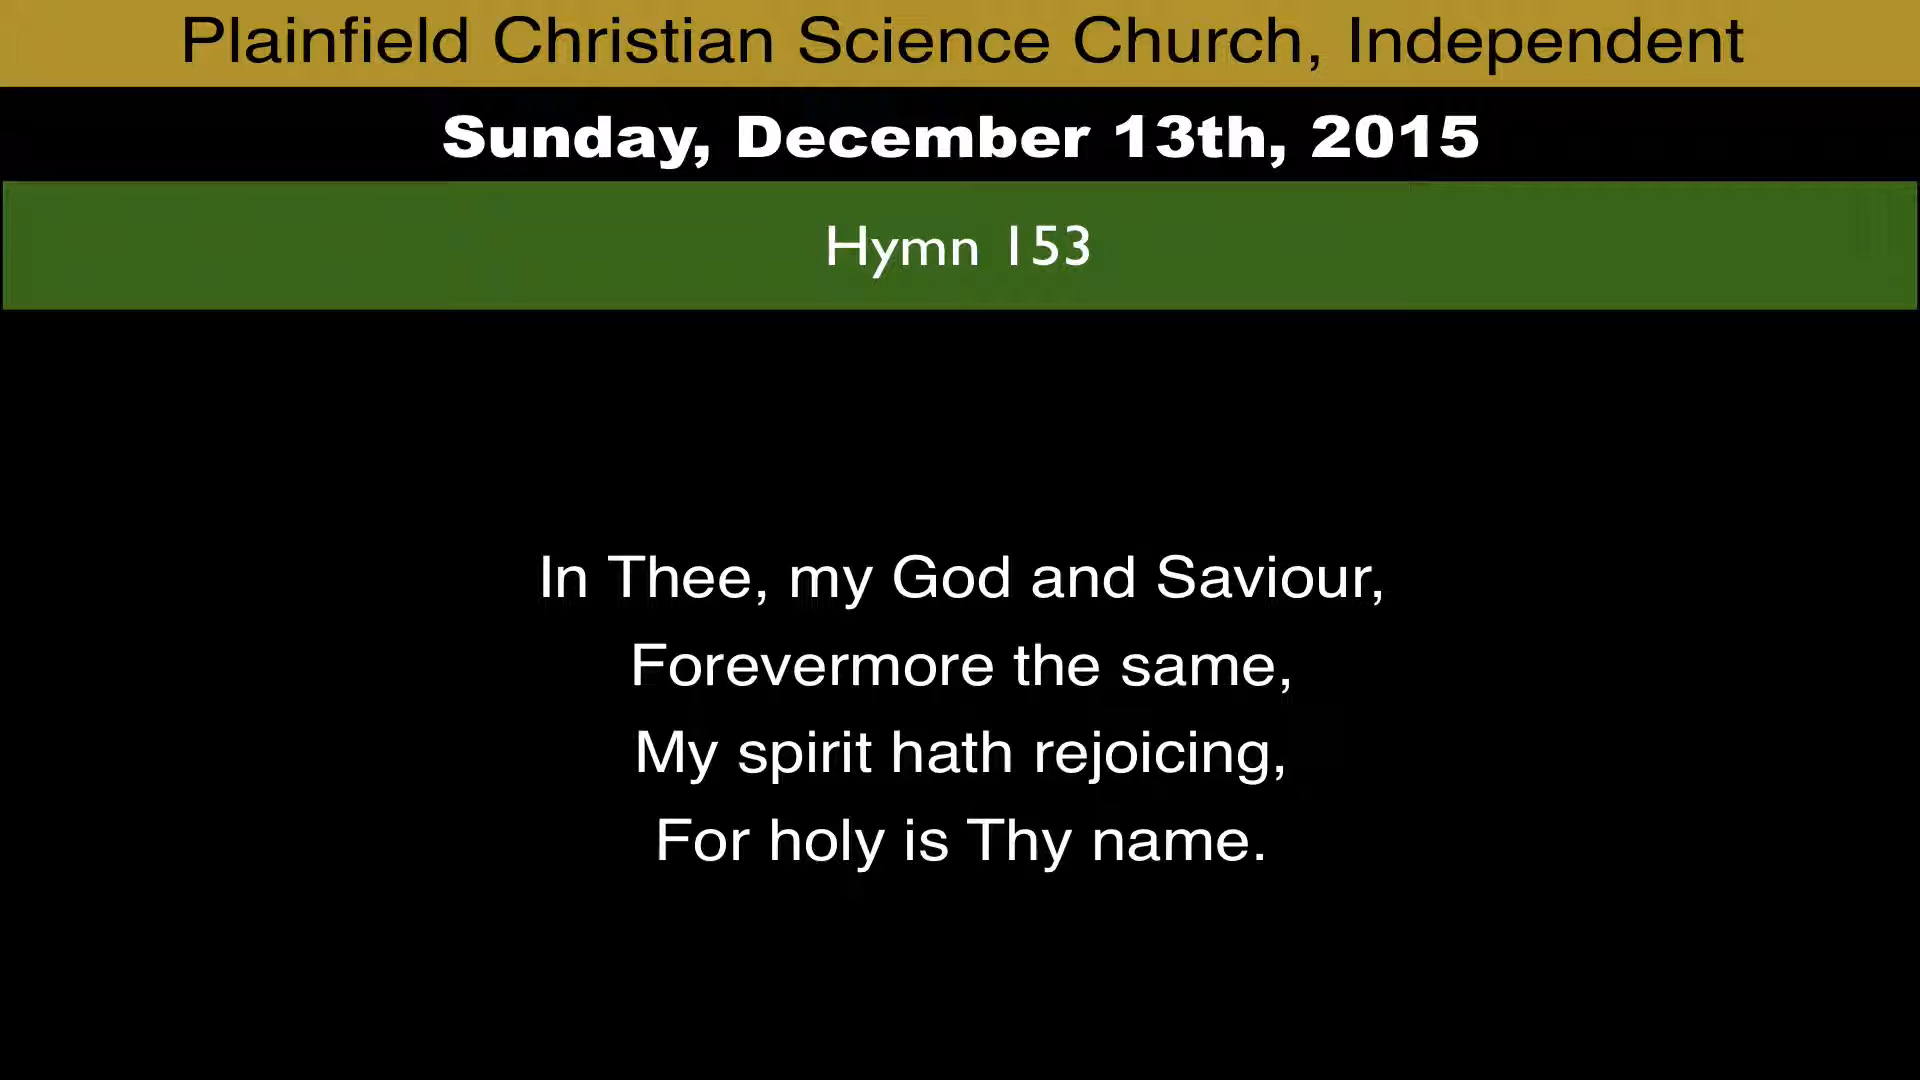 Plainfield Christian Science Church, Independent
Sunday, December 13th, 2015
Hymn 153
In Thee, my God and Saviour,
Forevermore the same,
My spirit hath rejoicing,
For holy is Thy name.